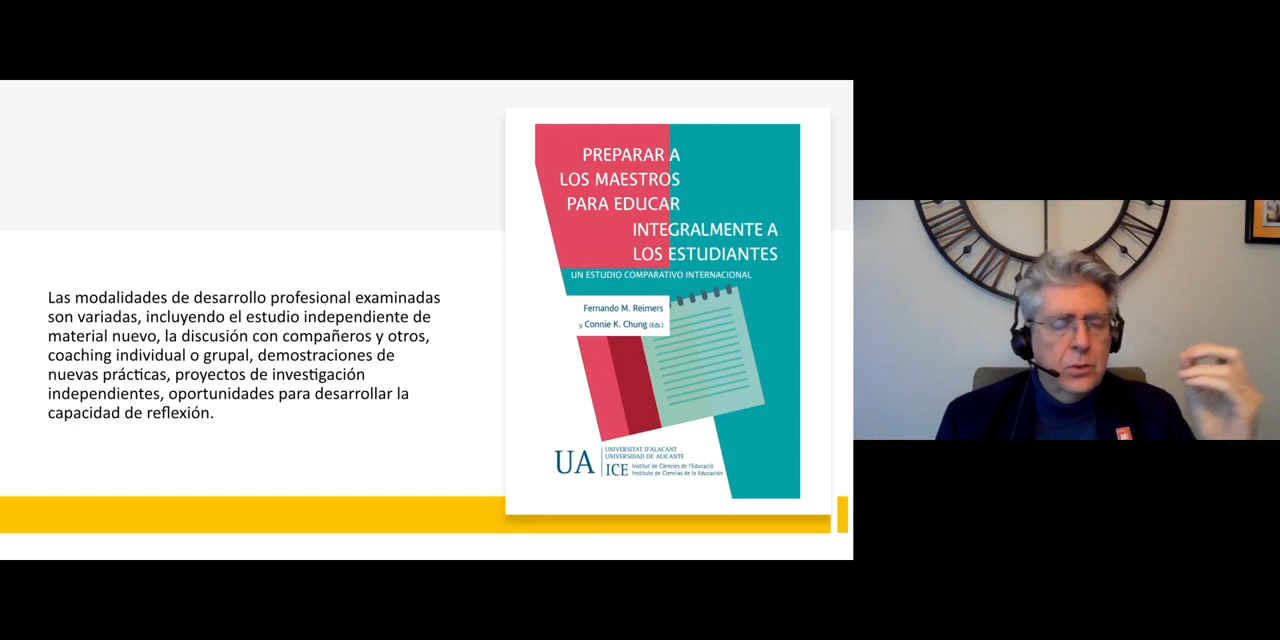 Las modalidades de desarrollo profesional examinadas
son variadas, incluyendo el estudio independiente de
material nuevo, la discusión con compañeros y otros,
coaching individual o grupal, demostraciones de
nuevas prácticas, proyectos de investigación
independientes, oportunidades para desarrollar la
capacidad de reflexión.
PREPARAR A
LOS MAESTROS
PARA EDUCAR
INTEGRALMENTE A
LOS ESTUDIANTES
UN ESTUDIO COMPARATIVO INTERNACIONAL
Fernando M. Reimers
y Connie K. Chung (Eds.)
UA
UNIVERSITAT D'ALACANT
UNIVERSIDAD DE ALICANTE
ICE
Institut de Ciències de l'Educació
Instituto de Ciencias de la Educación